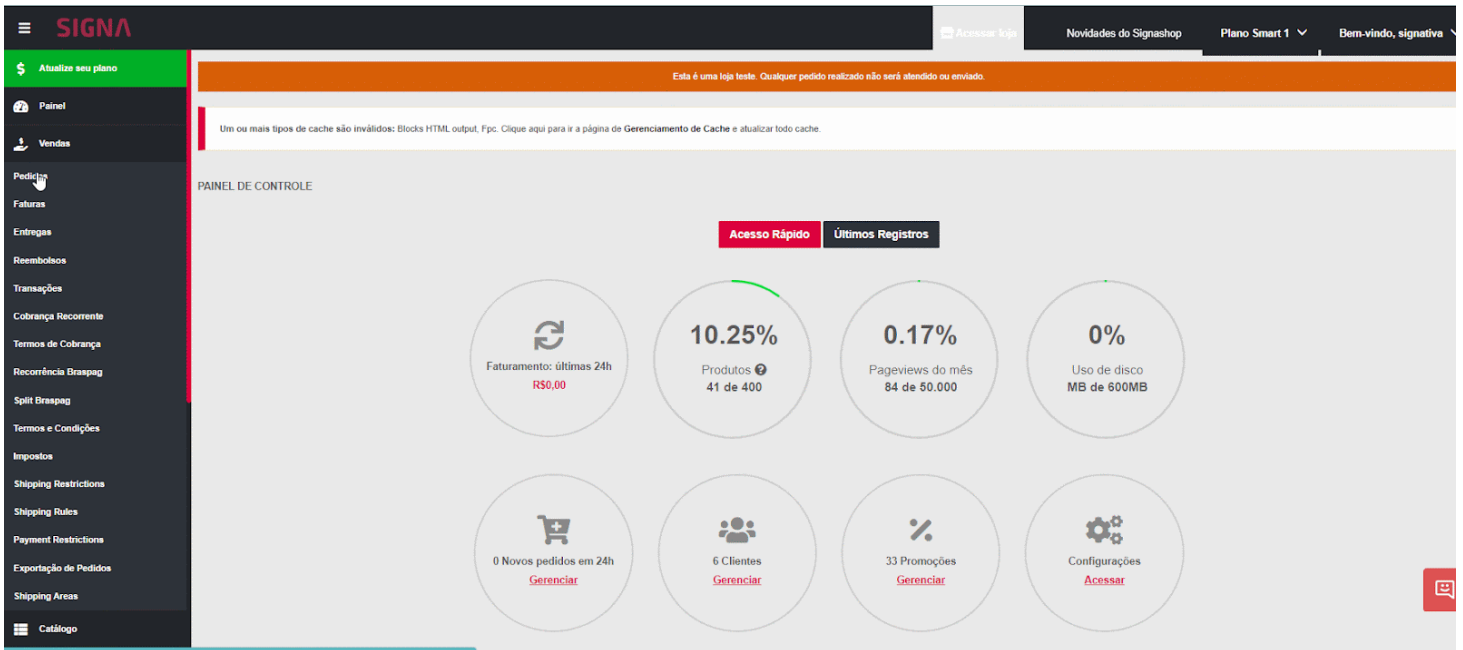 SIGNA
Acessar loja
Novidades do Signashop
Plano Smart 1
Bem-vindo, signativa
Atualize seu plano
Painel
Vendas
Pedidos
Faturas
Entregas
Reembolsos
Transações
Cobrança Recorrente
Termos de Cobrança
Recorrência Braspag
Split Braspag
Termos e Condições
Impostos
Shipping Restrictions
Shipping Rules
Payment Restrictions
Exportação de Pedidos
Shipping Areas
Catálogo
Esta é uma loja teste. Qualquer pedido realizado não será atendido ou enviado.
Um ou mais tipos de cache são inválidos: Blocks HTML output, Fpc. Clique aqui para ir a página de Gerenciamento de Cache e atualizar todo cache.
PAINEL DE CONTROLE
Acesso Rápido
Últimos Registros
Faturamento: últimas 24h
R$0,00
10.25%
Produtos
41 de 400
0.17%
Pageviews do mês
84 de 50.000
0%
Uso de disco
MB de 600MB
0 Novos pedidos em 24h
Gerenciar
6 Clientes
Gerenciar
33 Promoções
Gerenciar
Configurações
Acessar